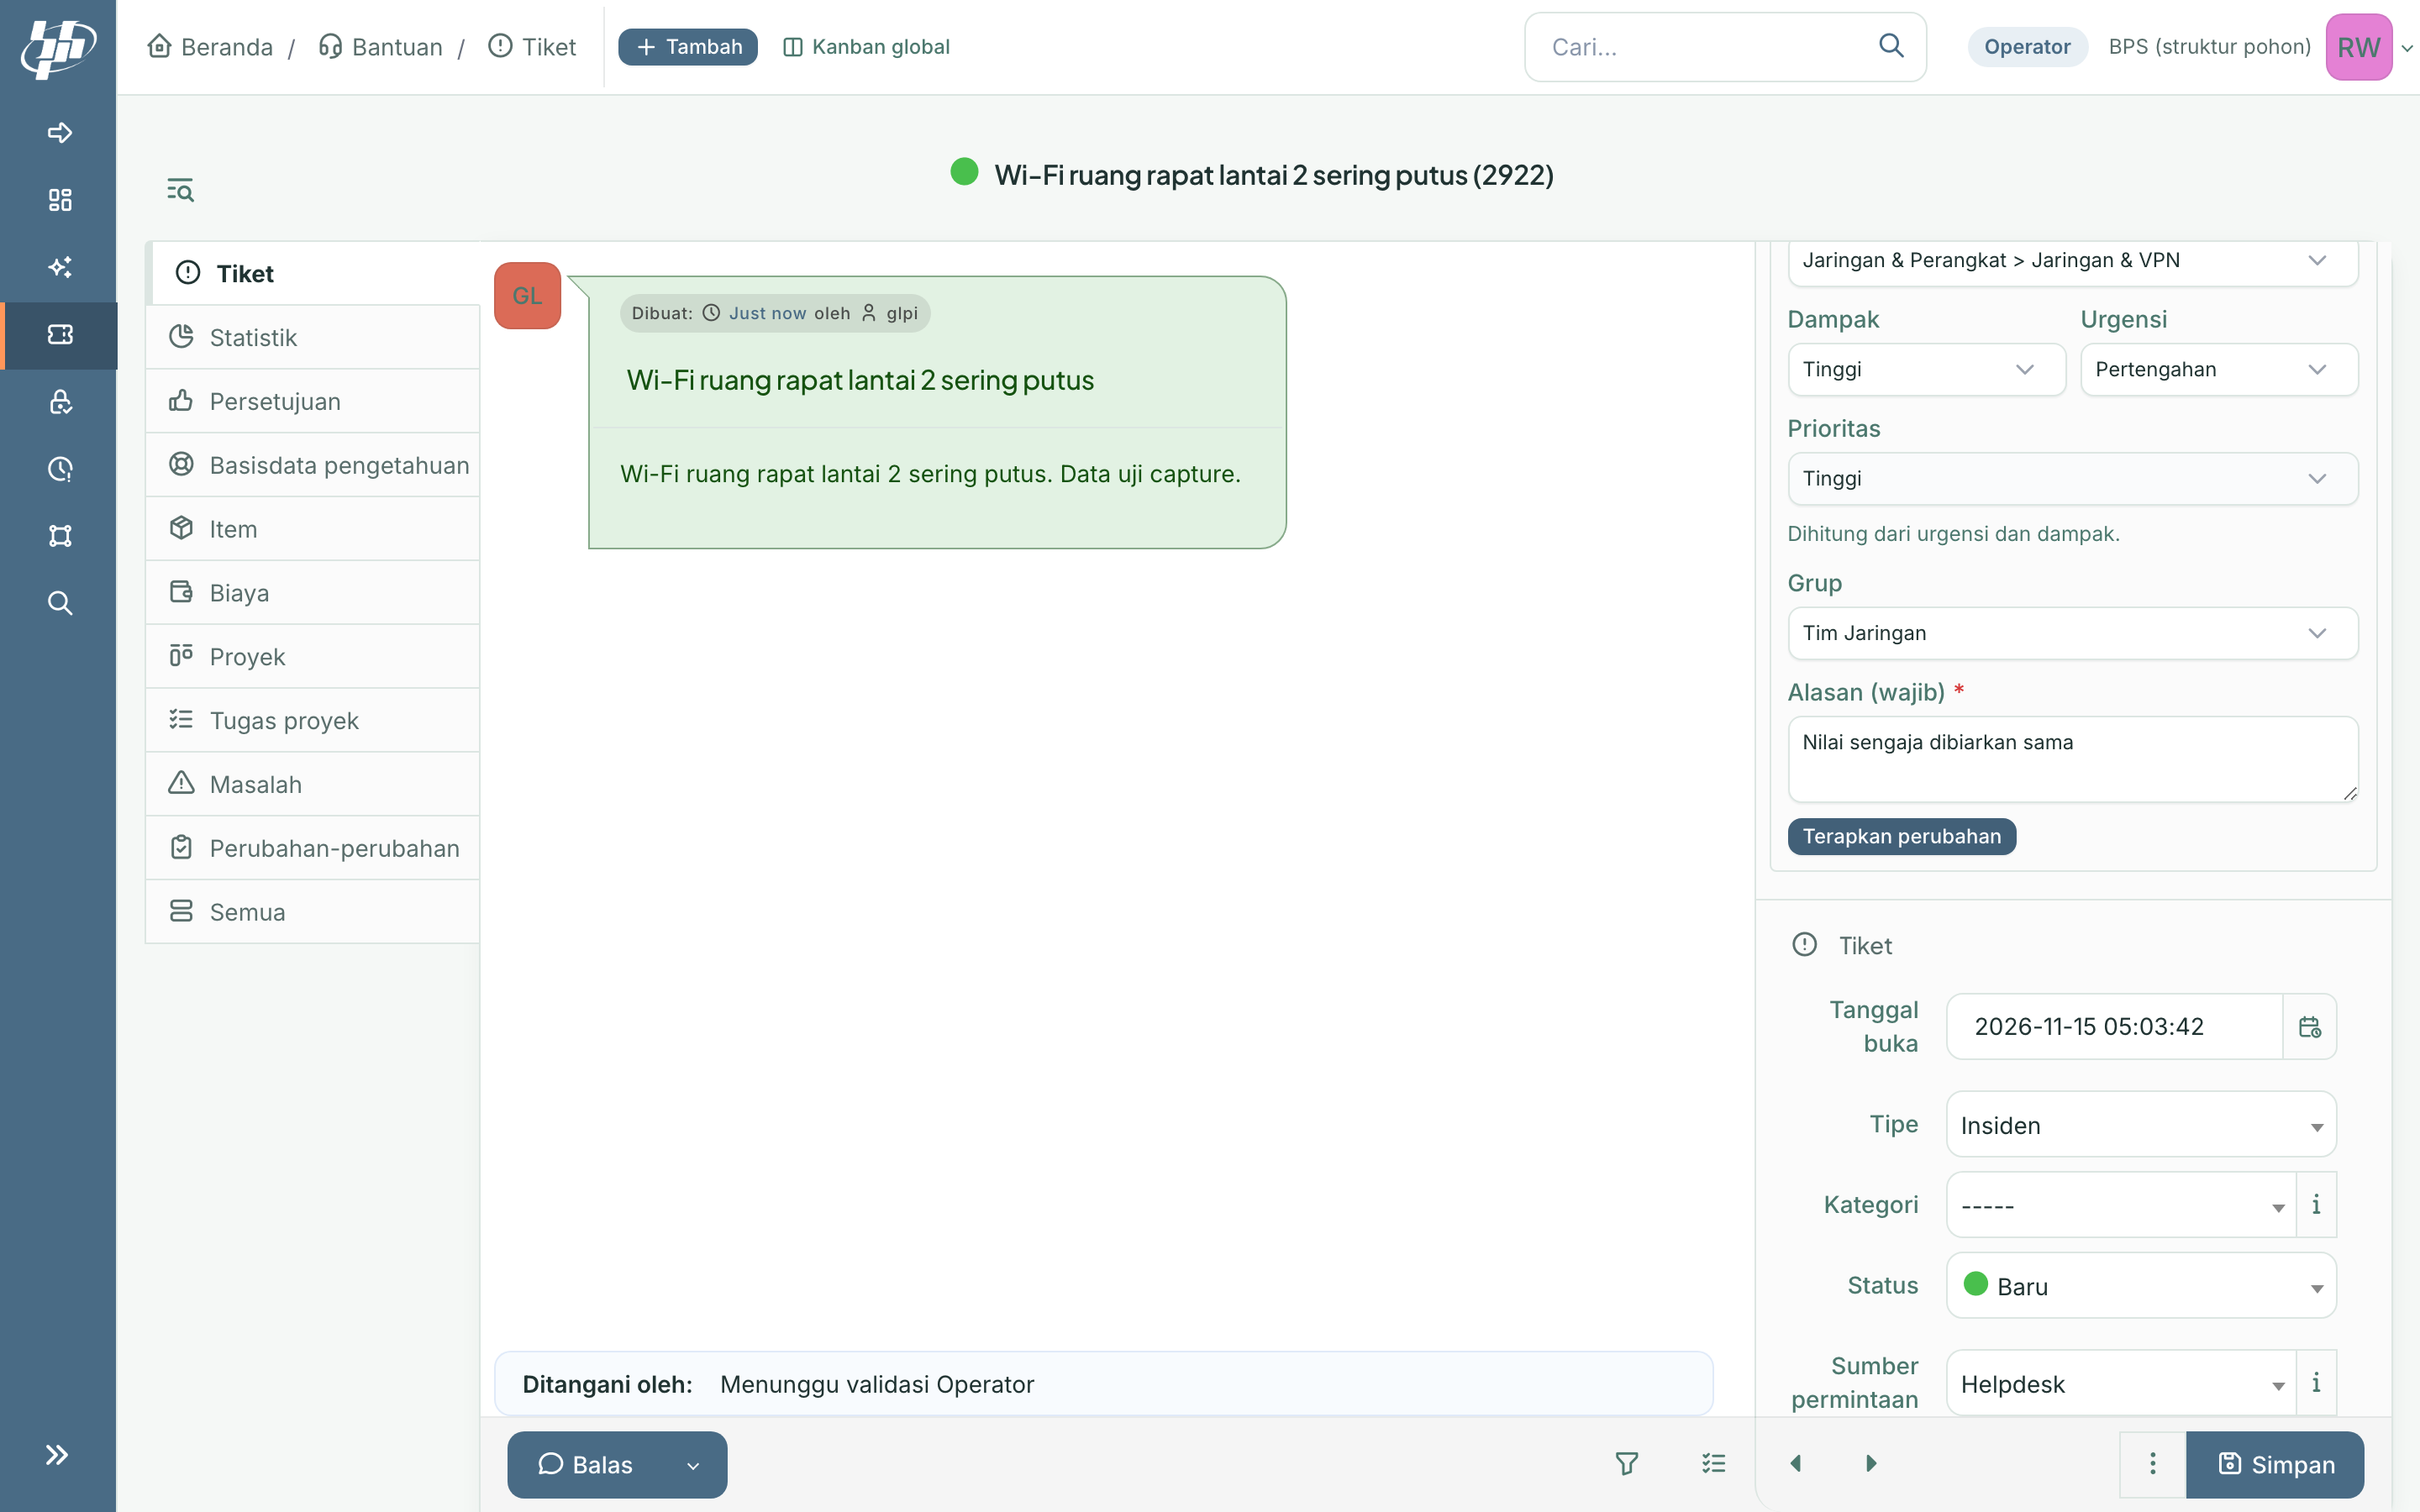 Beranda / Bantuan / Tiket
+ Tambah
Kanban global
Cari...
Operator
BPS (struktur pohon)
RW
Wi-Fi ruang rapat lantai 2 sering putus (2922)
Tiket
Statistik
Persetujuan
Basisdata pengetahuan
Item
Biaya
Proyek
Tugas proyek
Masalah
Perubahan-perubahan
Semua
GL
Dibuat: Just now oleh glpi
Wi-Fi ruang rapat lantai 2 sering putus
Wi-Fi ruang rapat lantai 2 sering putus. Data uji capture.
Ditangani oleh: Menunggu validasi Operator
Balas
Jaringan & Perangkat > Jaringan & VPN
Dampak Urgensi
Tinggi Pertengahan
Prioritas
Tinggi
Dihitung dari urgensi dan dampak.
Grup
Tim Jaringan
Alasan (wajib) *
Nilai sengaja dibiarkan sama
Terapkan perubahan
Tiket
Tanggal
buka
2026-11-15 05:03:42
Tipe
Insiden
Kategori
-----
i
Status
Baru
Sumber
permintaan
Helpdesk
i
Simpan